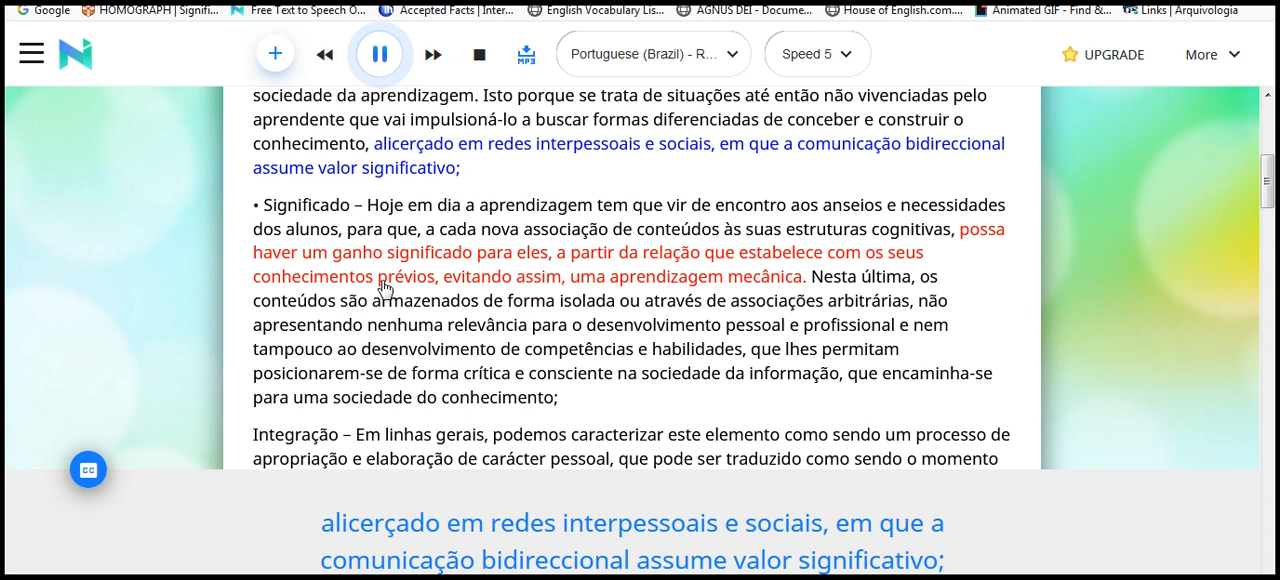 Google HOMOGRAPH | Signifi... Free Text to Speech O... Accepted Facts | Inter... English Vocabulary Lis... AGNUS DEI - Docume... House of English.com.... Animated GIF - Find &... Links | Arquivologia
MP3 Portuguese (Brazil) - R... Speed 5 UPGRADE More
sociedade da aprendizagem. Isto porque se trata de situações até então não vivenciadas pelo
aprendente que vai impulsioná-lo a buscar formas diferenciadas de conceber e construir o
conhecimento, alicerçado em redes interpessoais e sociais, em que a comunicação bidireccional
assume valor significativo;
• Significado – Hoje em dia a aprendizagem tem que vir de encontro aos anseios e necessidades
dos alunos, para que, a cada nova associação de conteúdos às suas estruturas cognitivas, possa
haver um ganho significado para eles, a partir da relação que estabelece com os seus
conhecimentos prévios, evitando assim, uma aprendizagem mecânica. Nesta última, os
conteúdos são armazenados de forma isolada ou através de associações arbitrárias, não
apresentando nenhuma relevância para o desenvolvimento pessoal e profissional e nem
tampouco ao desenvolvimento de competências e habilidades, que lhes permitam
posicionarem-se de forma crítica e consciente na sociedade da informação, que encaminha-se
para uma sociedade do conhecimento;
Integração – Em linhas gerais, podemos caracterizar este elemento como sendo um processo de
apropriação e elaboração de carácter pessoal, que pode ser traduzido como sendo o momento
CC
alicerçado em redes interpessoais e sociais, em que a
comunicação bidireccional assume valor significativo;